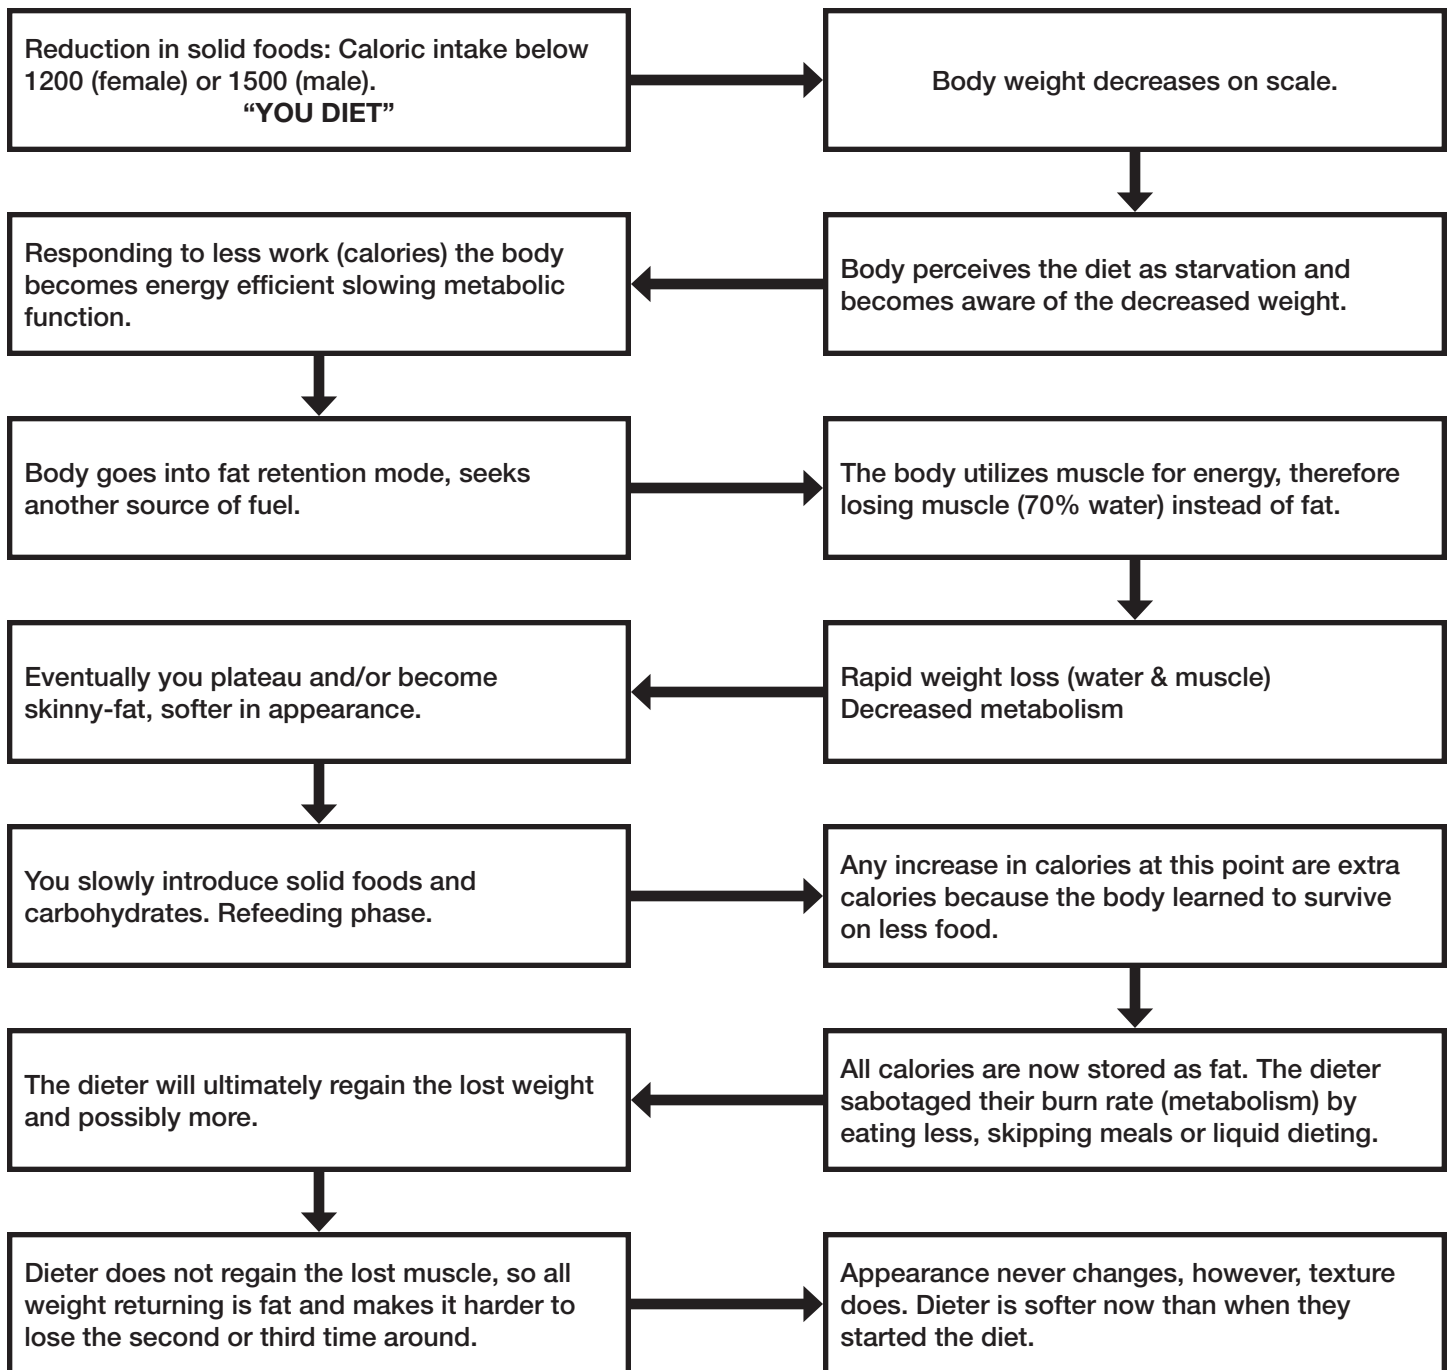 Reduction in solid foods: Caloric intake below
1200 (female) or 1500 (male).
“YOU DIET”
Body weight decreases on scale.
Body perceives the diet as starvation and
becomes aware of the decreased weight.
Responding to less work (calories) the body
becomes energy efficient slowing metabolic
function.
Body goes into fat retention mode, seeks
another source of fuel.
The body utilizes muscle for energy, therefore
losing muscle (70% water) instead of fat.
Rapid weight loss (water & muscle)
Decreased metabolism
Eventually you plateau and/or become
skinny-fat, softer in appearance.
You slowly introduce solid foods and
carbohydrates. Refeeding phase.
Any increase in calories at this point are extra
calories because the body learned to survive
on less food.
All calories are now stored as fat. The dieter
sabotaged their burn rate (metabolism) by
eating less, skipping meals or liquid dieting.
The dieter will ultimately regain the lost weight
and possibly more.
Dieter does not regain the lost muscle, so all
weight returning is fat and makes it harder to
lose the second or third time around.
Appearance never changes, however, texture
does. Dieter is softer now than when they
started the diet.